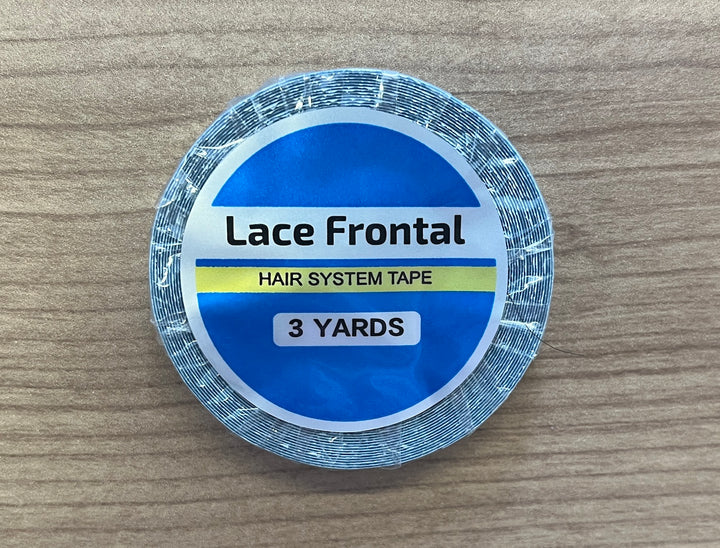 Lace Frontal
HAIR SYSTEM TAPE
3 YARDS